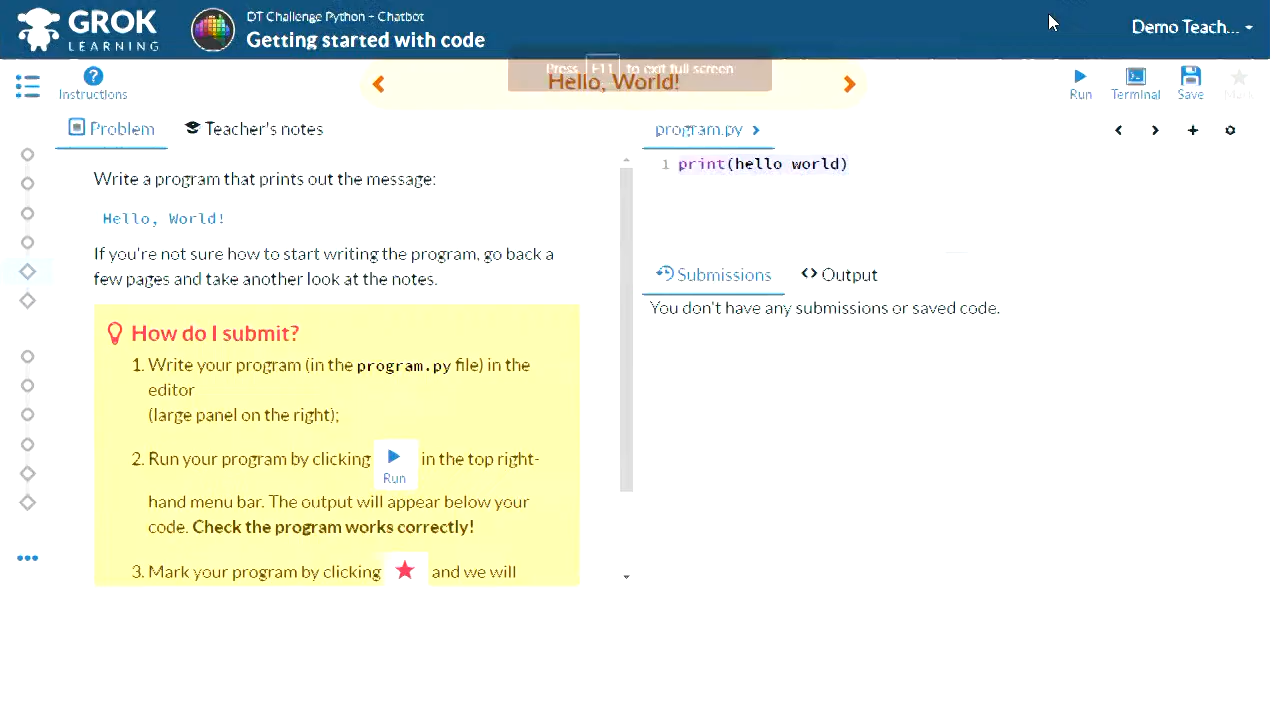 GROK
LEARNING
DT Challenge Python - Chatbot
Getting started with code
Demo Teach...
Instructions
Press F11 to exit full screen
Hello, World!
Run
Terminal
Save
Mark
Problem
Teacher's notes
program.py
Write a program that prints out the message:
Hello, World!
If you're not sure how to start writing the program, go back a
few pages and take another look at the notes.
How do I submit?
1. Write your program (in the program.py file) in the
editor
(large panel on the right);
2. Run your program by clicking Run in the top right-
hand menu bar. The output will appear below your
code. Check the program works correctly!
3. Mark your program by clicking and we will
1 print(hello world)
Submissions
Output
You don't have any submissions or saved code.